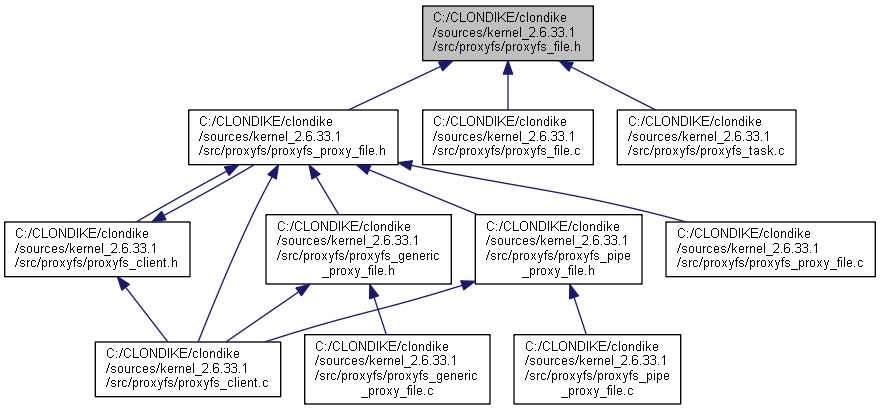 C:/CLONDIKE/clondike
/sources/kernel_2.6.33.1
/src/proxyfs/proxyfs_file.h
C:/CLONDIKE/clondike
/sources/kernel_2.6.33.1
/src/proxyfs/proxyfs_proxy_file.h
C:/CLONDIKE/clondike
/sources/kernel_2.6.33.1
/src/proxyfs/proxyfs_file.c
C:/CLONDIKE/clondike
/sources/kernel_2.6.33.1
/src/proxyfs/proxyfs_task.c
C:/CLONDIKE/clondike
/sources/kernel_2.6.33.1
/src/proxyfs/proxyfs_client.h
C:/CLONDIKE/clondike
/sources/kernel_2.6.33.1
/src/proxyfs/proxyfs_generic
_proxy_file.h
C:/CLONDIKE/clondike
/sources/kernel_2.6.33.1
/src/proxyfs/proxyfs_pipe
_proxy_file.h
C:/CLONDIKE/clondike
/sources/kernel_2.6.33.1
/src/proxyfs/proxyfs_proxy_file.c
C:/CLONDIKE/clondike
/sources/kernel_2.6.33.1
/src/proxyfs/proxyfs_client.c
C:/CLONDIKE/clondike
/sources/kernel_2.6.33.1
/src/proxyfs/proxyfs_generic
_proxy_file.c
C:/CLONDIKE/clondike
/sources/kernel_2.6.33.1
/src/proxyfs/proxyfs_pipe
_proxy_file.c